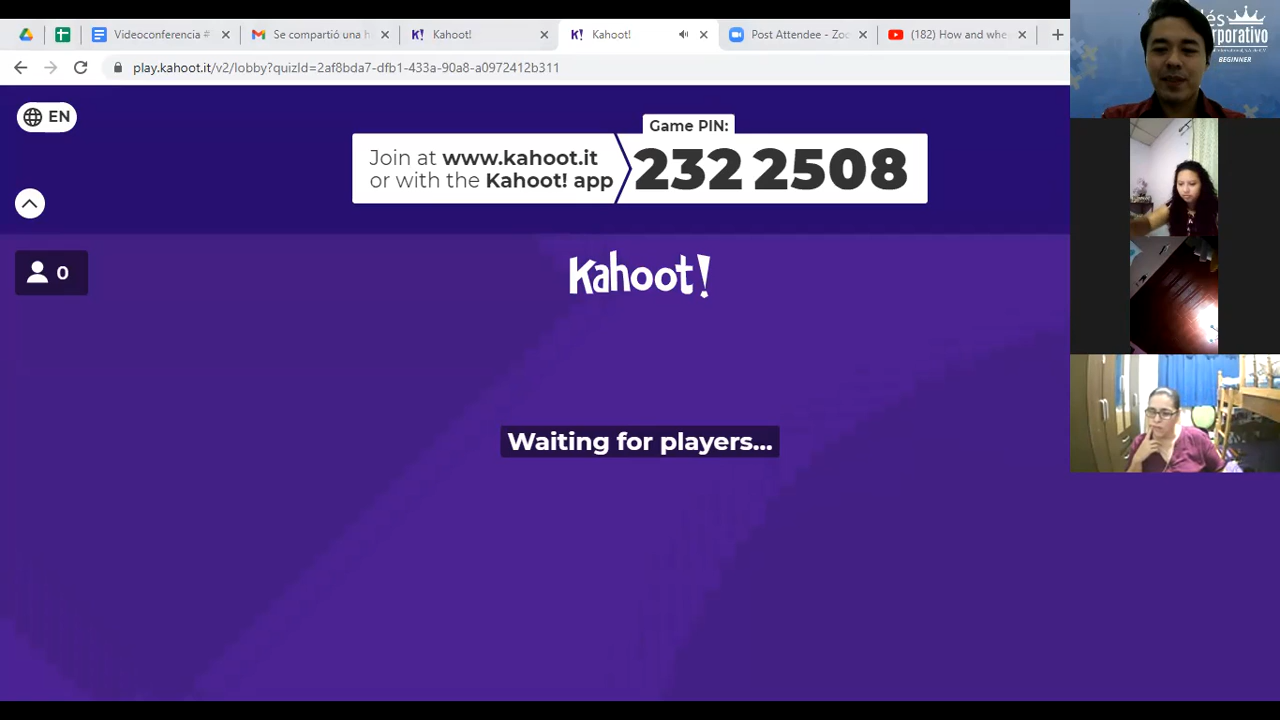 Videoconferencia #
Se compartió una h
Kahoot!
Kahoot!
Post Attendee - Zoo
(182) How and whe
play.kahoot.it/v2/lobby?quizId=2af8bda7-dfb1-433a-90a8-a0972412b311
EN
Game PIN:
Join at www.kahoot.it
or with the Kahoot! app
232 2508
0
Kahoot!
Waiting for players...
BEGINNER